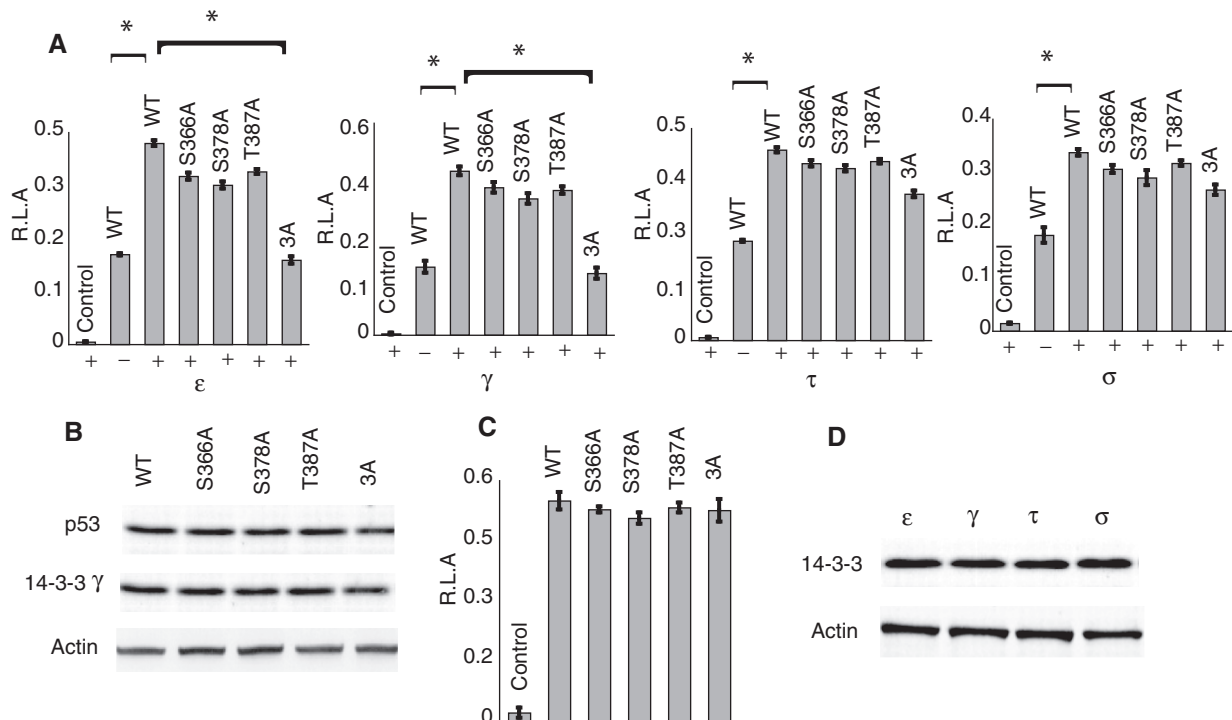 A
* * * * * *
R.L.A
0.5
0.3
0.2
0.1
0
Control WT WT S366A S378A T387A 3A
+ − + + + + +
ε
R.L.A
0.6
0.4
0.2
0.1
0
Control WT WT S366A S378A T387A 3A
+ − + + + + +
γ
R.L.A
0.5
0.4
0.3
0.1
0
Control WT WT S366A S378A T387A 3A
+ − + + + + +
τ
R.L.A
0.4
0.3
0.2
0.1
0
Control WT WT S366A S378A T387A 3A
+ − + + + + +
σ
B
WT S366A S378A T387A 3A
p53
14-3-3 γ
Actin
C
R.L.A
0.6
0.5
0.3
0.2
0
Control WT S366A S378A T387A 3A
D
ε γ τ σ
14-3-3
Actin